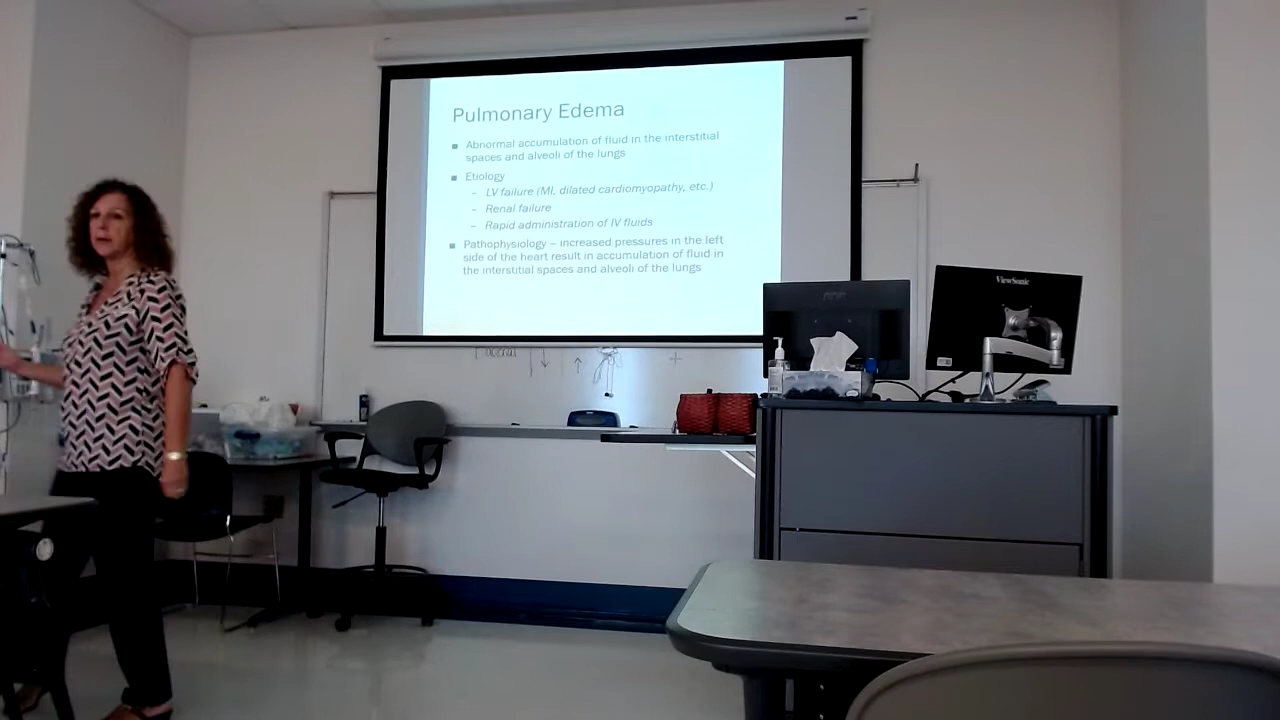 Pulmonary Edema
▪ Abnormal accumulation of fluid in the interstitial
spaces and alveoli of the lungs
▪ Etiology
– LV failure (MI, dilated cardiomyopathy, etc.)
– Renal failure
– Rapid administration of IV fluids
▪ Pathophysiology – increased pressures in the left
side of the heart result in accumulation of fluid in
the interstitial spaces and alveoli of the lungs
ViewSonic